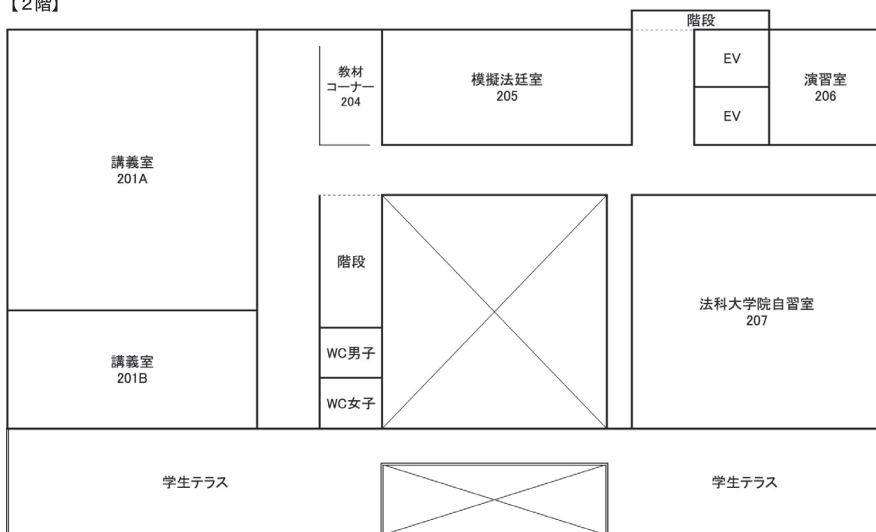 【2階】
階段
EV
EV
教材
コーナー
204
模擬法廷室
205
演習室
206
講義室
201A
階段
法科大学院自習室
207
講義室
201B
WC男子
WC女子
学生テラス
学生テラス